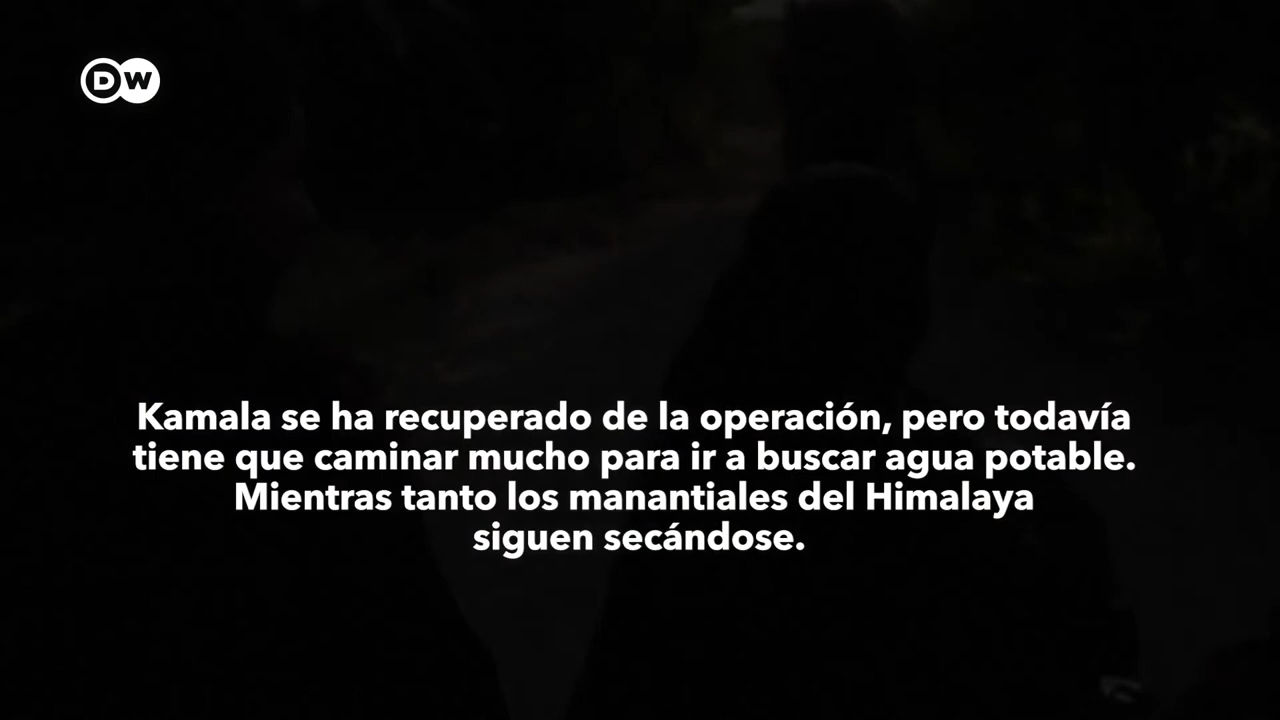 DW
Kamala se ha recuperado de la operación, pero todavía
tiene que caminar mucho para ir a buscar agua potable.
Mientras tanto los manantiales del Himalaya
siguen secándose.